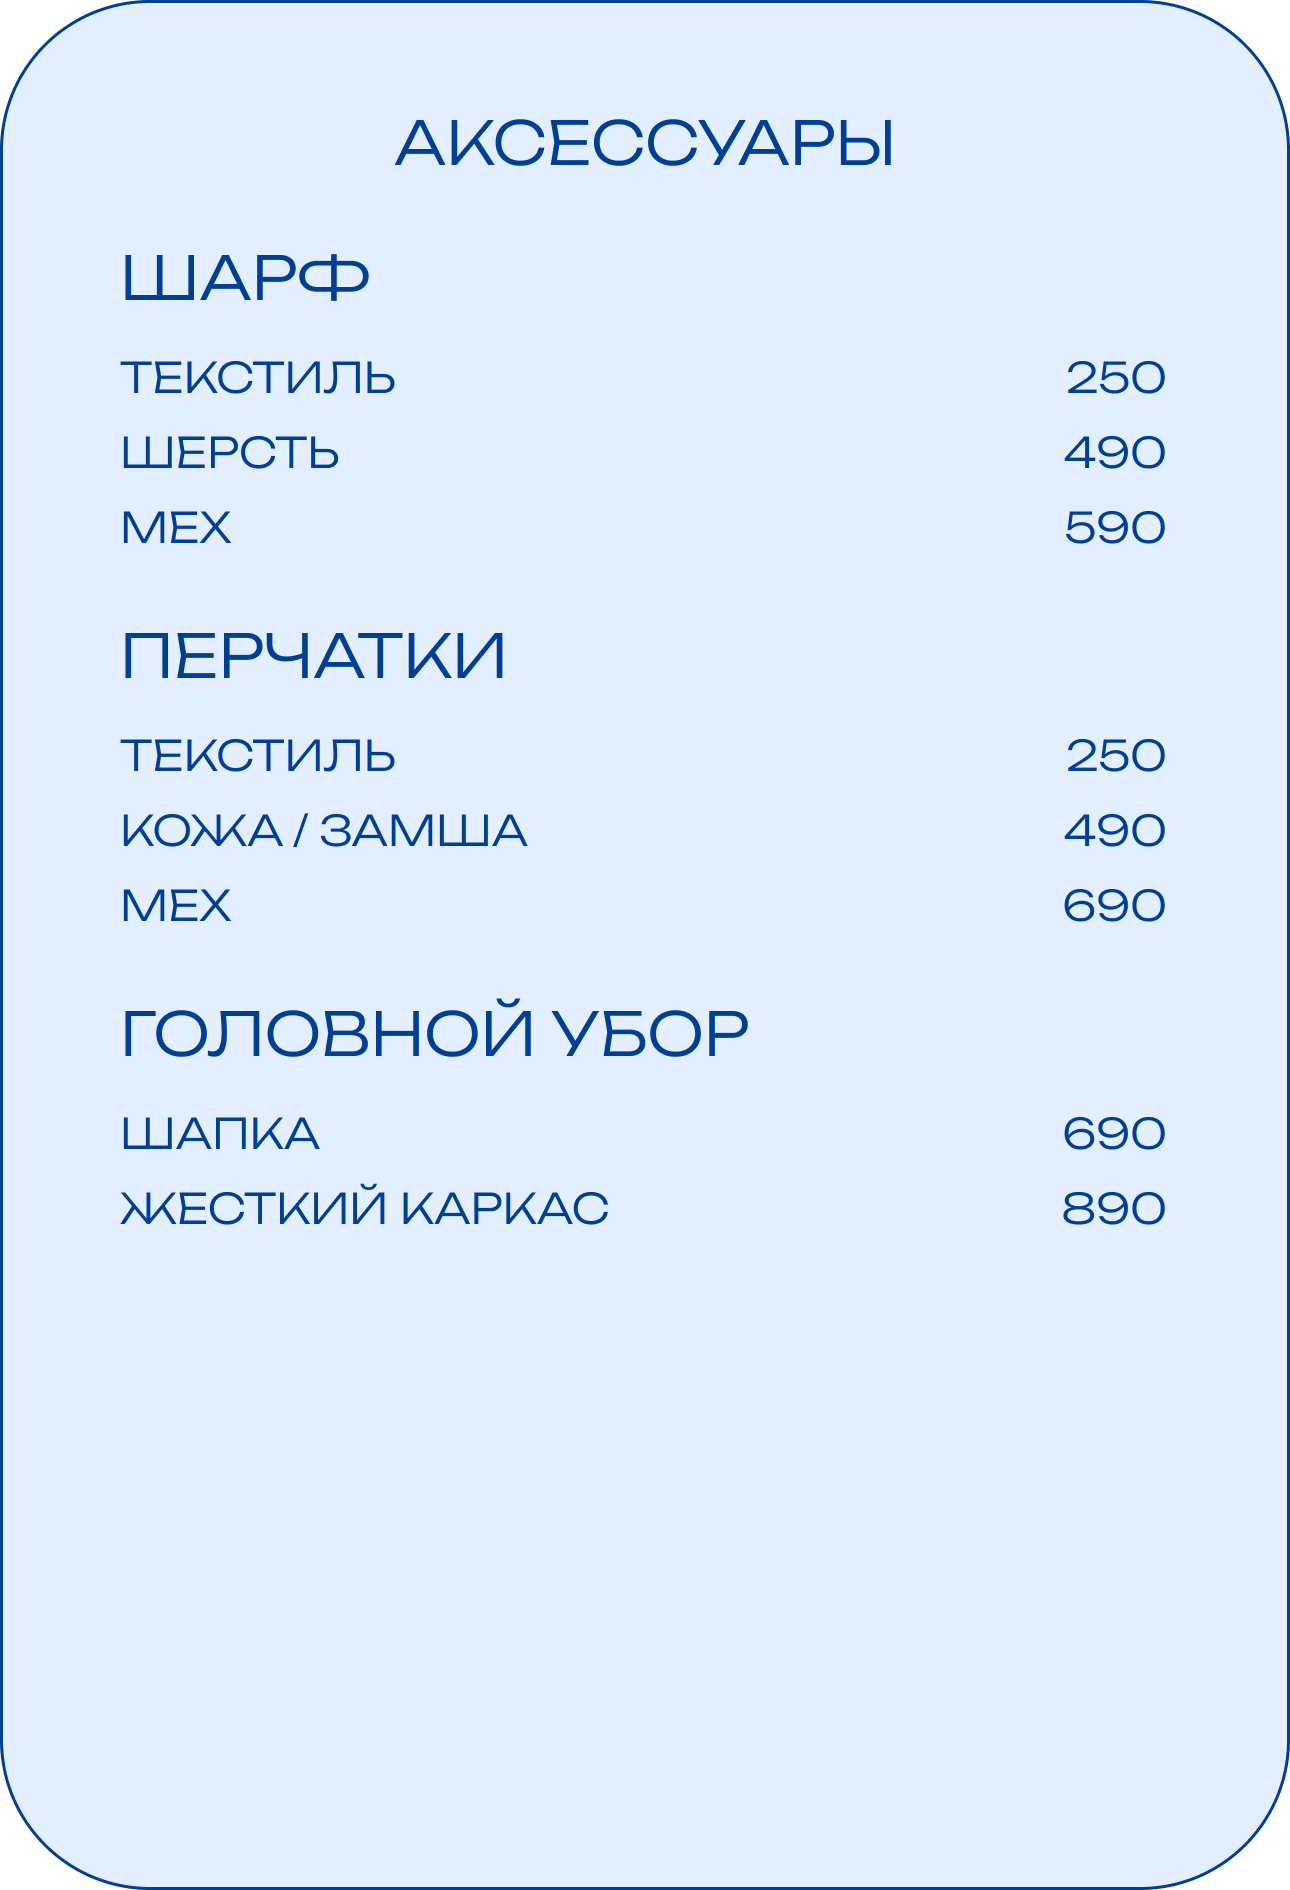 АКСЕССУАРЫ
ШАРФ
ТЕКСТИЛЬ 250
ШЕРСТЬ 490
МЕХ 590
ПЕРЧАТКИ
ТЕКСТИЛЬ 250
КОЖА / ЗАМША 490
МЕХ 690
ГОЛОВНОЙ УБОР
ШАПКА 690
ЖЕСТКИЙ КАРКАС 890